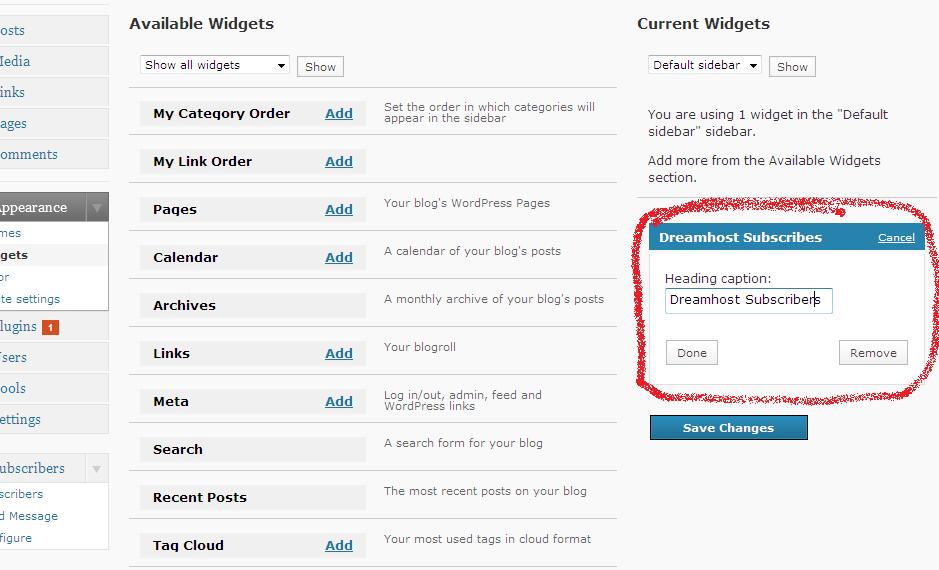 osts
edia
inks
ages
omments
Appearance
mes
gets
or
te settings
lugins 1
sers
ools
ettings
ubscribers
scribers
d Message
figure
Available Widgets
Show all widgets Show
My Category Order Add Set the order in which categories will
appear in the sidebar
My Link Order Add
Pages Add Your blog's WordPress Pages
Calendar Add A calendar of your blog's posts
Archives A monthly archive of your blog's posts
Links Add Your blogroll
Meta Add Log in/out, admin, feed and
WordPress links
Search A search form for your blog
Recent Posts The most recent posts on your blog
Tag Cloud Add Your most used tags in cloud format
Current Widgets
Default sidebar Show
You are using 1 widget in the "Default
sidebar" sidebar.
Add more from the Available Widgets
section.
Dreamhost Subscribes Cancel
Heading caption:
Dreamhost Subscribers
Done Remove
Save Changes